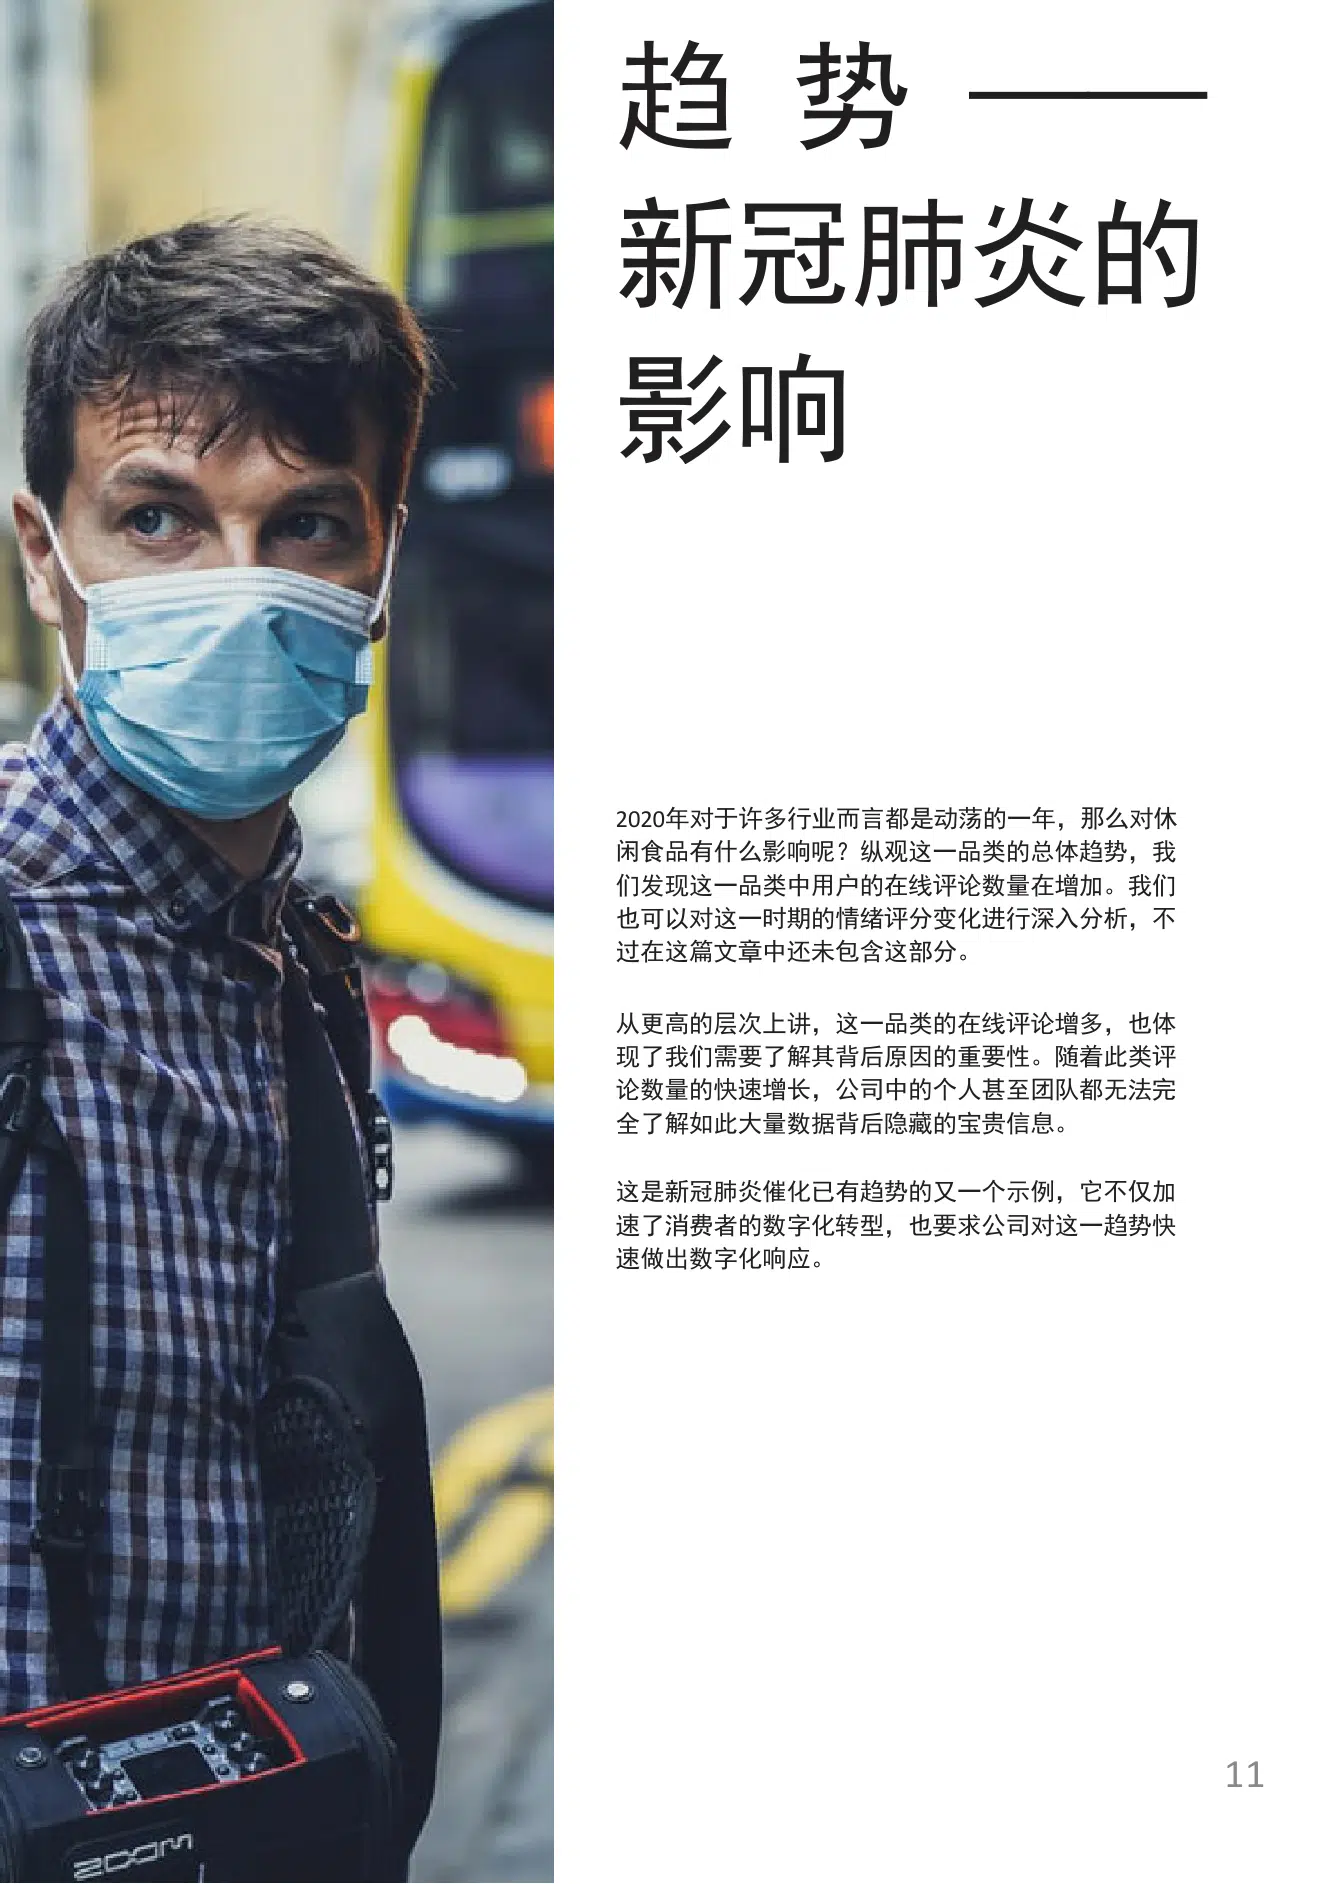 趋 势 ——
新冠肺炎的
影响
2020年对于许多行业而言都是动荡的一年，那么对休
闲食品有什么影响呢？纵观这一品类的总体趋势，我
们发现这一品类中用户的在线评论数量在增加。我们
也可以对这一时期的情绪评分变化进行深入分析，不
过在这篇文章中还未包含这部分。
从更高的层次上讲，这一品类的在线评论增多，也体
现了我们需要了解其背后原因的重要性。随着此类评
论数量的快速增长，公司中的个人甚至团队都无法完
全了解如此大量数据背后隐藏的宝贵信息。
这是新冠肺炎催化已有趋势的又一个示例，它不仅加
速了消费者的数字化转型，也要求公司对这一趋势快
速做出数字化响应。
11
ZOOM